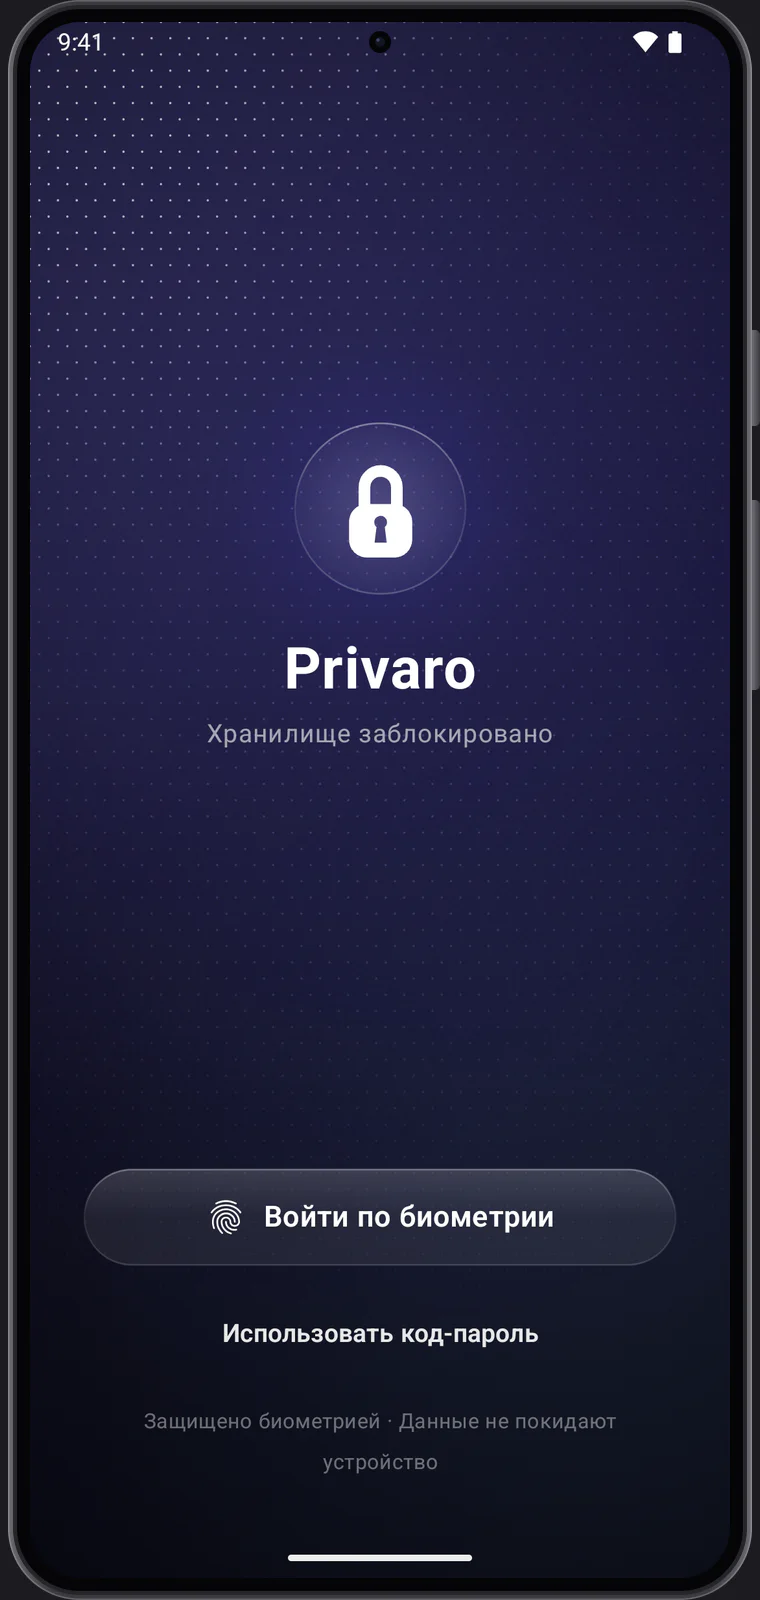 9:41
Privaro
Хранилище заблокировано
Войти по биометрии
Использовать код-пароль
Защищено биометрией · Данные не покидают
устройство